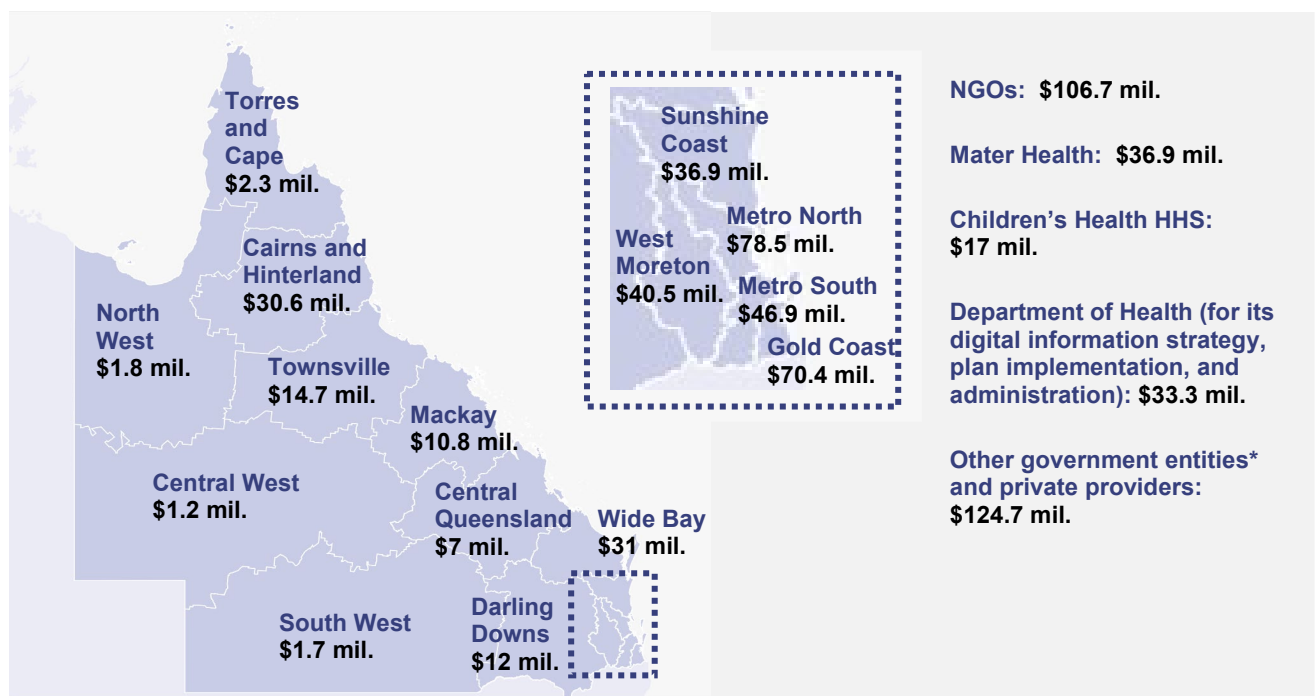 Torres
and
Cape
$2.3 mil.
Cairns and
Hinterland
$30.6 mil.
North
West
$1.8 mil.
Townsville
$14.7 mil.
Mackay
$10.8 mil.
Central West
$1.2 mil.
Central
Queensland
$7 mil.
Wide Bay
$31 mil.
South West
$1.7 mil.
Darling
Downs
$12 mil.
Sunshine
Coast
$36.9 mil.
Metro North
$78.5 mil.
West
Moreton
$40.5 mil.
Metro South
$46.9 mil.
Gold Coast
$70.4 mil.
NGOs: $106.7 mil.
Mater Health: $36.9 mil.
Children’s Health HHS:
$17 mil.
Department of Health (for its
digital information strategy,
plan implementation, and
administration): $33.3 mil.
Other government entities*
and private providers:
$124.7 mil.